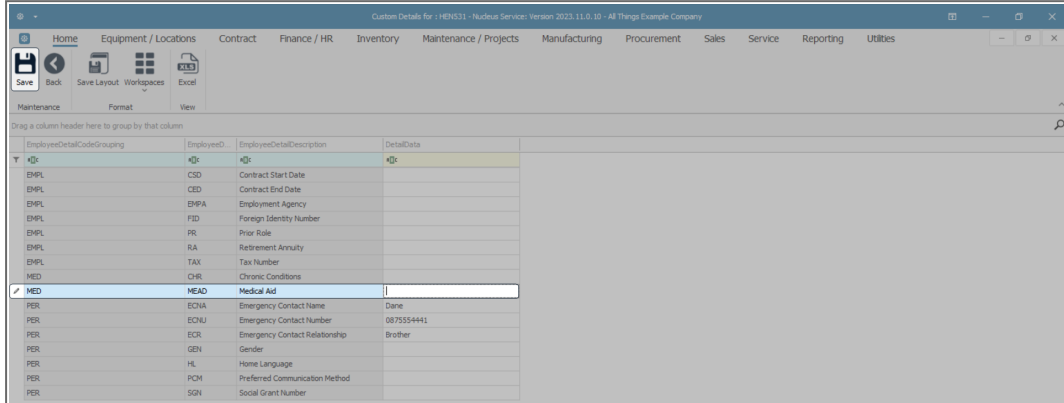 Custom Details for : HEN531 - Nucleus Service: Version 2023.11.0.10 - All Things Example Company
Home Equipment / Locations Contract Finance / HR Inventory Maintenance / Projects Manufacturing Procurement Sales Service Reporting Utilities
XLS
Save Back Save Layout Workspaces Excel
Maintenance Format View
Drag a column header here to group by that column
EmployeeDetailCodeGrouping EmployeeD... EmployeeDetailDescription DetailData
EMPL CSD Contract Start Date
EMPL CED Contract End Date
EMPL EMPA Employment Agency
EMPL FID Foreign Identity Number
EMPL PR Prior Role
EMPL RA Retirement Annuity
EMPL TAX Tax Number
MED CHR Chronic Conditions
MED MEAD Medical Aid
PER ECNA Emergency Contact Name Dane
PER ECNU Emergency Contact Number 0875554441
PER ECR Emergency Contact Relationship Brother
PER GEN Gender
PER HL Home Language
PER PCM Preferred Communication Method
PER SGN Social Grant Number